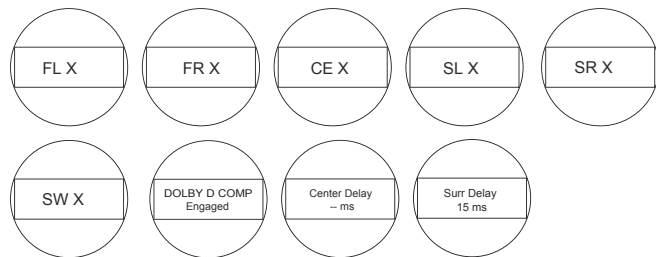 FL X
FR X
CE X
SL X
SR X
SW X
DOLBY D COMP
Engaged
Center Delay
-- ms
Surr Delay
15 ms